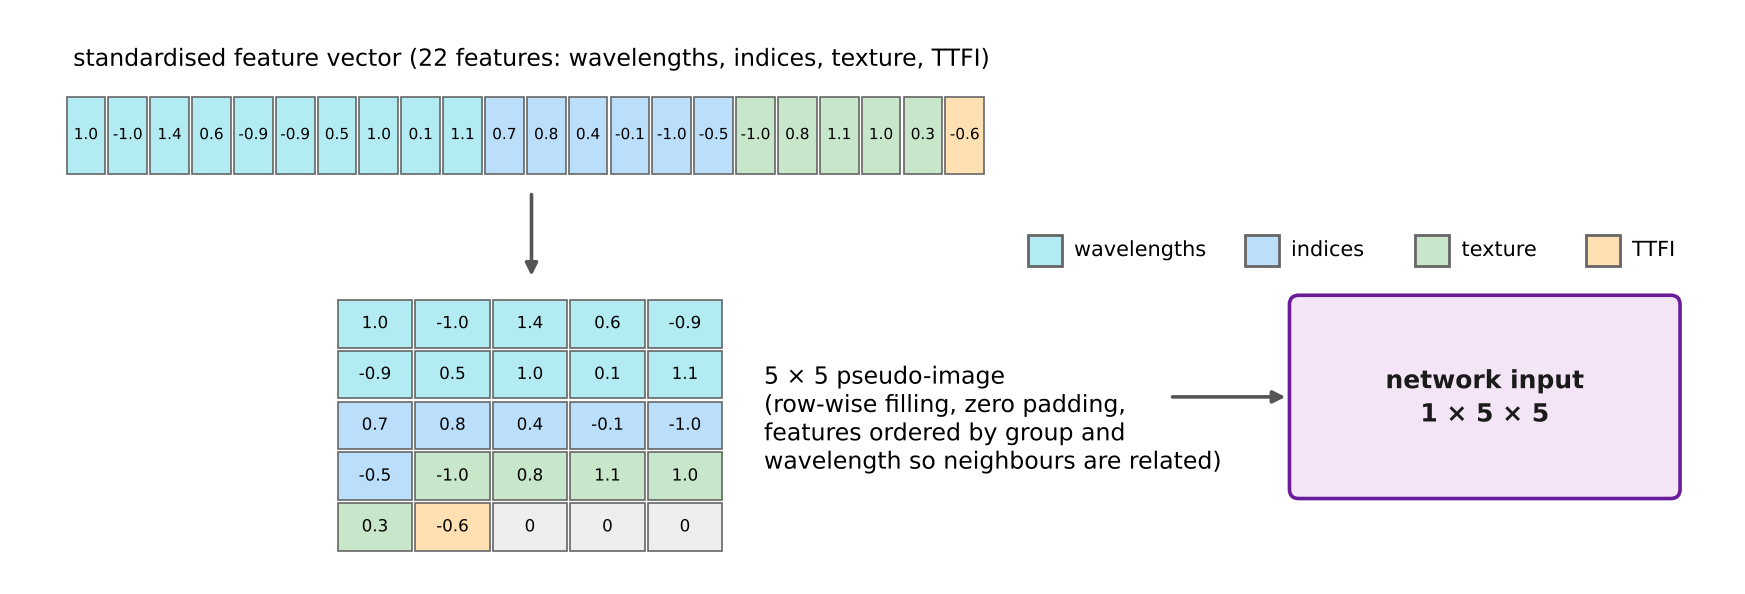 standardised feature vector (22 features: wavelengths, indices, texture, TTFI)
1.0 -1.0 1.4 0.6 -0.9 -0.9 0.5 1.0 0.1 1.1 0.7 0.8 0.4 -0.1 -1.0 -0.5 -1.0 0.8 1.1 1.0 0.3 -0.6
wavelengths indices texture TTFI
1.0 -1.0 1.4 0.6 -0.9
-0.9 0.5 1.0 0.1 1.1
0.7 0.8 0.4 -0.1 -1.0
-0.5 -1.0 0.8 1.1 1.0
0.3 -0.6 0 0 0
5 × 5 pseudo-image
(row-wise filling, zero padding,
features ordered by group and
wavelength so neighbours are related)
network input
1 × 5 × 5